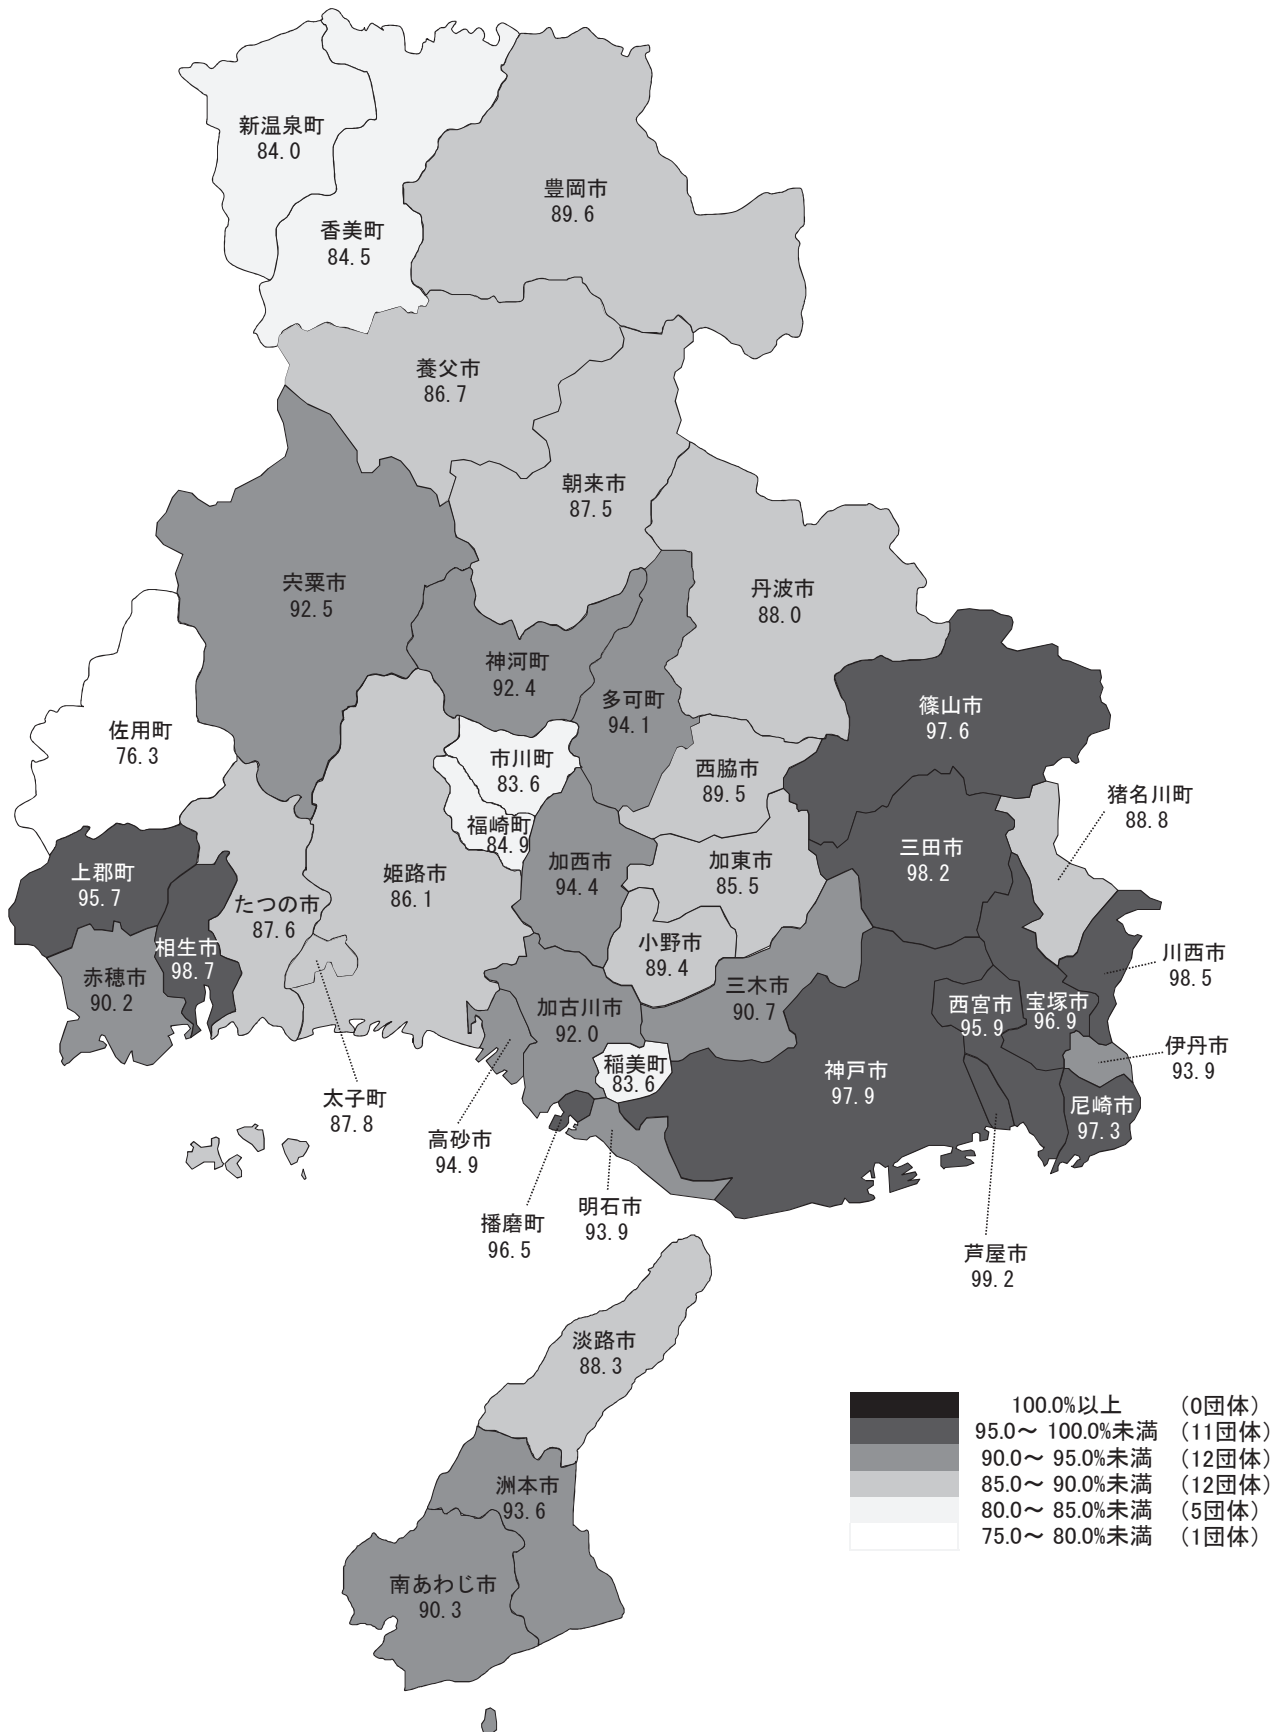 新温泉町
84.0
香美町
84.5
豊岡市
89.6
養父市
86.7
朝来市
87.5
宍粟市
92.5
丹波市
88.0
神河町
92.4
多可町
94.1
篠山市
97.6
佐用町
76.3
市川町
83.6
西脇市
89.5
猪名川町
88.8
福崎町
84.9
三田市
98.2
加西市
94.4
加東市
85.5
上郡町
95.7
姫路市
86.1
たつの市
87.6
相生市
98.7
小野市
89.4
川西市
98.5
赤穂市
90.2
三木市
90.7
加古川市
92.0
西宮市
95.9
宝塚市
96.9
伊丹市
93.9
稲美町
83.6
神戸市
97.9
太子町
87.8
尼崎市
97.3
高砂市
94.9
明石市
93.9
播磨町
96.5
芦屋市
99.2
淡路市
88.3
洲本市
93.6
南あわじ市
90.3
100.0%以上 (0団体)
95.0～ 100.0%未満 (11団体)
90.0～ 95.0%未満 (12団体)
85.0～ 90.0%未満 (12団体)
80.0～ 85.0%未満 (5団体)
75.0～ 80.0%未満 (1団体)